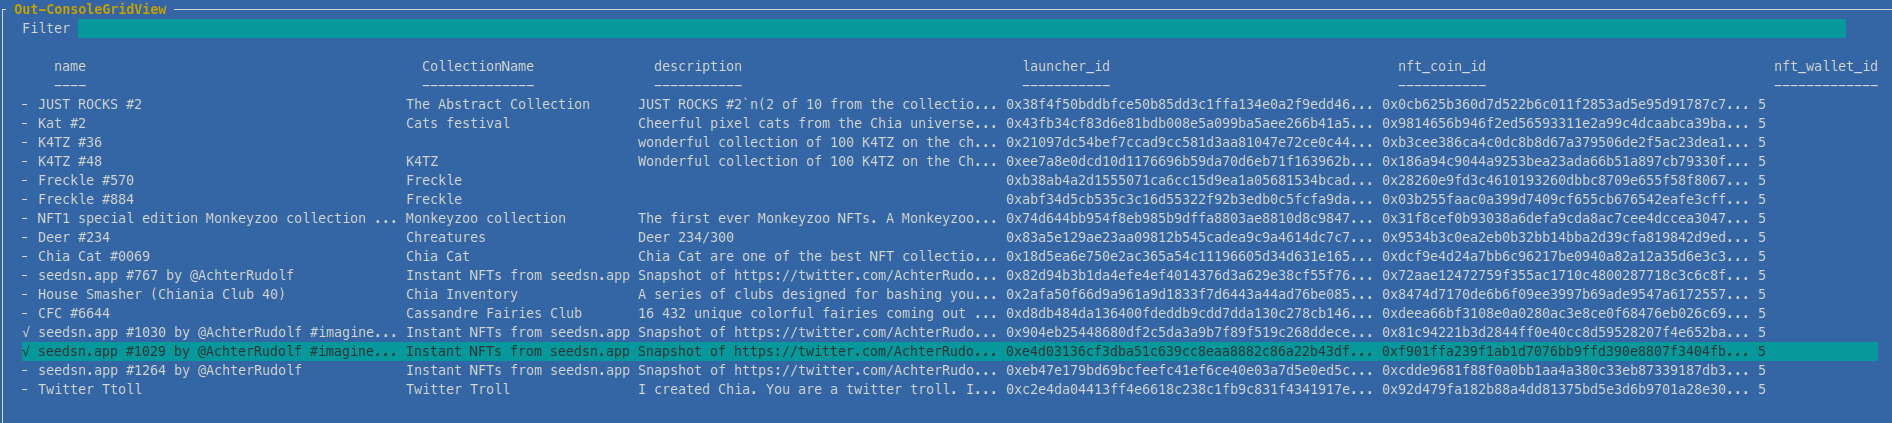 Out-ConsoleGridView
Filter
name CollectionName description launcher_id nft_coin_id nft_wallet_id
---- -------------- ----------- ----------- ----------- -------------
- JUST ROCKS #2 The Abstract Collection JUST ROCKS #2`n(2 of 10 from the collectio... 0x38f4f50bddbfce50b85dd3c1ffa134e0a2f9edd46... 0x0cb625b360d7d522b6c011f2853ad5e95d91787c7... 5
- Kat #2 Cats festival Cheerful pixel cats from the Chia universe... 0x43fb34cf83d6e81bdb008e5a099ba5aee266b41a5... 0x9814656b946f2ed56593311e2a99c4dcaabca39ba... 5
- K4TZ #36 wonderful collection of 100 K4TZ on the ch... 0x21097dc54bef7ccad9cc581d3aa81047e72ce0c44... 0xb3cee386ca4c0dc8b8d67a379506de2f5ac23dea1... 5
- K4TZ #48 K4TZ Wonderful collection of 100 K4TZ on the Ch... 0xee7a8e0dcd10d1176696b59da70d6eb71f163962b... 0x186a94c9044a9253bea23ada66b51a897cb79330f... 5
- Freckle #570 Freckle 0xb38ab4a2d1555071ca6cc15d9ea1a05681534bcad... 0x28260e9fd3c4610193260dbbc8709e655f58f8067... 5
- Freckle #884 Freckle 0xabf34d5cb535c3c16d55322f92b3edb0c5fcfa9da... 0x03b255faac0a399d7409cf655cb676542eafe3cff... 5
- NFT1 special edition Monkeyzoo collection ... Monkeyzoo collection The first ever Monkeyzoo NFTs. A Monkeyzoo... 0x74d644bb954f8eb985b9dffa8803ae8810d8c9847... 0x31f8cef0b93038a6defa9cda8ac7cee4dccea3047... 5
- Deer #234 Chreatures Deer 234/300 0x83a5e129ae23aa09812b545cadea9c9a4614dc7c7... 0x9534b3c0ea2eb0b32bb14bba2d39cfa819842d9ed... 5
- Chia Cat #0069 Chia Cat Chia Cat are one of the best NFT collectio... 0x18d5ea6e750e2ac365a54c11196605d34d631e165... 0xdcf9e4d24a7bb6c96217be0940a82a12a35d6e3c3... 5
- seedsn.app #767 by @AchterRudolf Instant NFTs from seedsn.app Snapshot of https://twitter.com/AchterRudo... 0x82d94b3b1da4efe4ef4014376d3a629e38cf55f76... 0x72aae12472759f355ac1710c4800287718c3c6c8f... 5
- House Smasher (Chiania Club 40) Chia Inventory A series of clubs designed for bashing you... 0x2afa50f66d9a961a9d1833f7d6443a44ad76be085... 0x8474d7170de6b6f09ee3997b69ade9547a6172557... 5
- CFC #6644 Cassandre Fairies Club 16 432 unique colorful fairies coming out ... 0xd8db484da136400fdeddb9cdd7dda130c278cb146... 0xdeea66bf3108e0a0280ac3e8ce0f68476eb026c69... 5
√ seedsn.app #1030 by @AchterRudolf #imagine... Instant NFTs from seedsn.app Snapshot of https://twitter.com/AchterRudo... 0x904eb25448680df2c5da3a9b7f89f519c268ddece... 0x81c94221b3d2844ff0e40cc8d59528207f4e652ba... 5
√ seedsn.app #1029 by @AchterRudolf #imagine... Instant NFTs from seedsn.app Snapshot of https://twitter.com/AchterRudo... 0xe4d03136cf3dba51c639cc8eaa8882c86a22b43df... 0xf901ffa239f1ab1d7076bb9ffd390e8807f3404fb... 5
- seedsn.app #1264 by @AchterRudolf Instant NFTs from seedsn.app Snapshot of https://twitter.com/AchterRudo... 0xeb47e179bd69bcfeefc41ef6ce40e03a7d5e0ed5c... 0xcdde9681f88f0a0bb1aa4a380c33eb87339187db3... 5
- Twitter Ttoll Twitter Troll I created Chia. You are a twitter troll. I... 0xc2e4da04413ff4e6618c238c1fb9c831f4341917e... 0x92d479fa182b88a4dd81375bd5e3d6b9701a28e30... 5